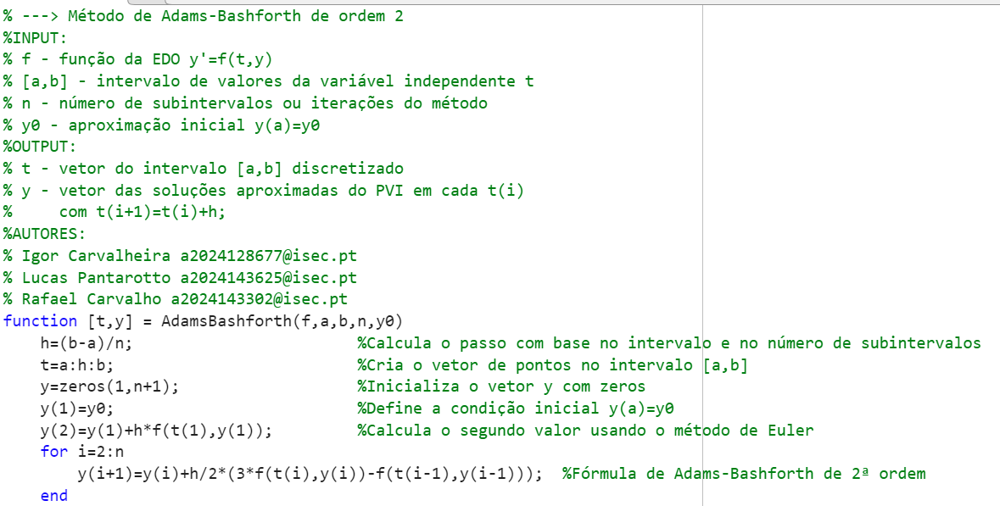 % ---> Método de Adams-Bashforth de ordem 2
%INPUT:
% f - função da EDO y'=f(t,y)
% [a,b] - intervalo de valores da variável independente t
% n - número de subintervalos ou iterações do método
% y0 - aproximação inicial y(a)=y0
%OUTPUT:
% t - vetor do intervalo [a,b] discretizado
% y - vetor das soluções aproximadas do PVI em cada t(i)
%     com t(i+1)=t(i)+h;
%AUTORES:
% Igor Carvalheira a2024128677@isec.pt
% Lucas Pantarotto a2024143625@isec.pt
% Rafael Carvalho a2024143302@isec.pt
function [t,y] = AdamsBashforth(f,a,b,n,y0)
    h=(b-a)/n;                        %Calcula o passo com base no intervalo e no número de subintervalos
    t=a:h:b;                          %Cria o vetor de pontos no intervalo [a,b]
    y=zeros(1,n+1);                   %Inicializa o vetor y com zeros
    y(1)=y0;                          %Define a condição inicial y(a)=y0
    y(2)=y(1)+h*f(t(1),y(1));         %Calcula o segundo valor usando o método de Euler
    for i=2:n
        y(i+1)=y(i)+h/2*(3*f(t(i),y(i))-f(t(i-1),y(i-1)));  %Fórmula de Adams-Bashforth de 2ª ordem
    end